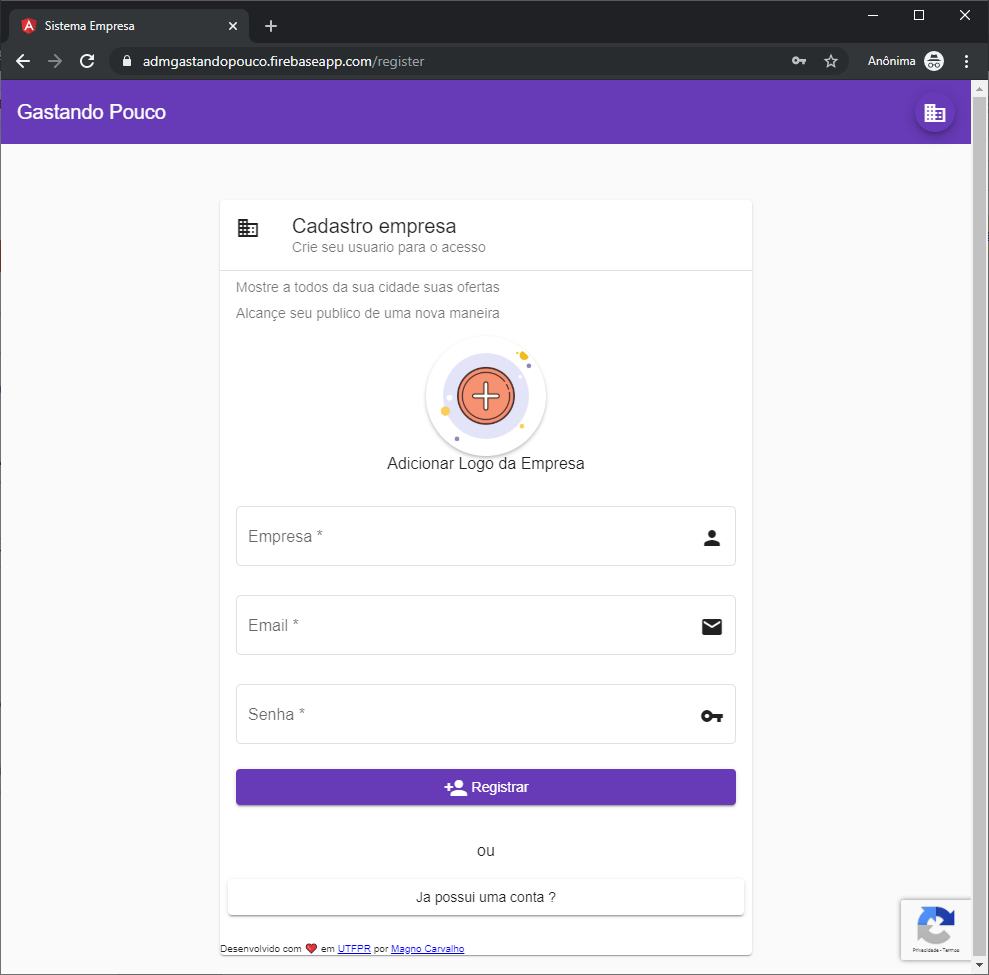 Sistema Empresa
admgastandopouco.firebaseapp.com/register
Anônima
Gastando Pouco
Cadastro empresa
Crie seu usuario para o acesso
Mostre a todos da sua cidade suas ofertas
Alcançe seu publico de uma nova maneira
Adicionar Logo da Empresa
Empresa *
Email *
Senha *
Registrar
ou
Ja possui uma conta ?
Desenvolvido com ❤️ em UTFPR por Magno Carvalho
Privacidade - Termos